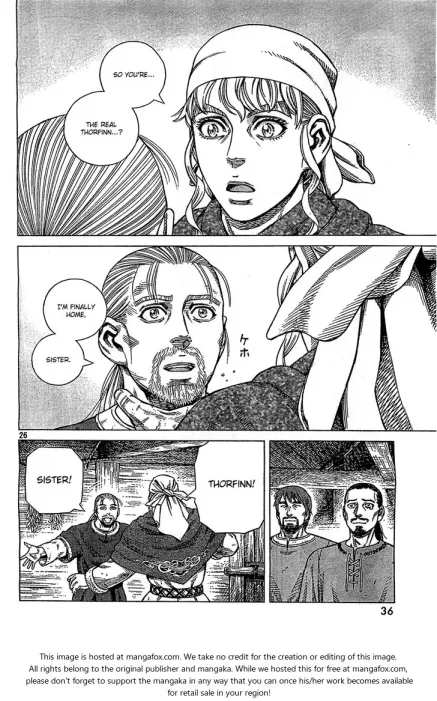 SO YOU'RE...
THE REAL
THORFINN...?
I'M FINALLY
HOME,
SISTER.
ケホ
26
SISTER!
THORFINN!
36
This image is hosted at mangafox.com. We take no credit for the creation or editing of this image.
All rights belong to the original publisher and mangaka. While we hosted this for free at mangafox.com,
please don't forget to support the mangaka in any way that you can once his/her work becomes available
for retail sale in your region!